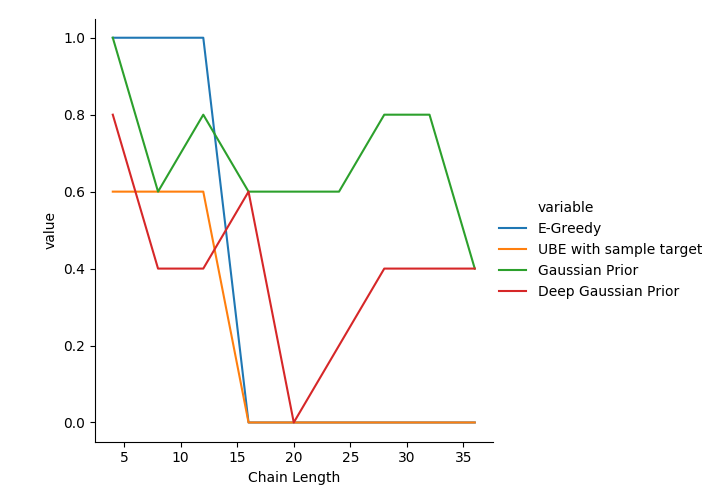 1.0
0.8
0.6
0.4
0.2
0.0
value
5 10 15 20 25 30 35
Chain Length
variable
E-Greedy
UBE with sample target
Gaussian Prior
Deep Gaussian Prior